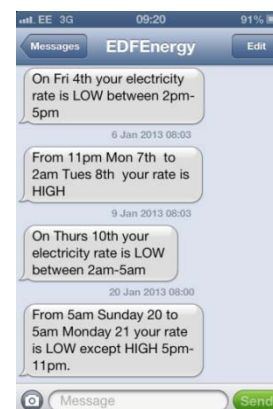 EE 3G 09:20 91%
Messages EDFEnergy Edit
On Fri 4th your electricity
rate is LOW between 2pm-
5pm
6 Jan 2013 08:03
From 11pm Mon 7th to
2am Tues 8th your rate is
HIGH
9 Jan 2013 08:03
On Thurs 10th your
electricity rate is LOW
between 2am-5am
20 Jan 2013 08:00
From 5am Sunday 20 to
5am Monday 21 your rate
is LOW except HIGH 5pm-
11pm.
Message Send